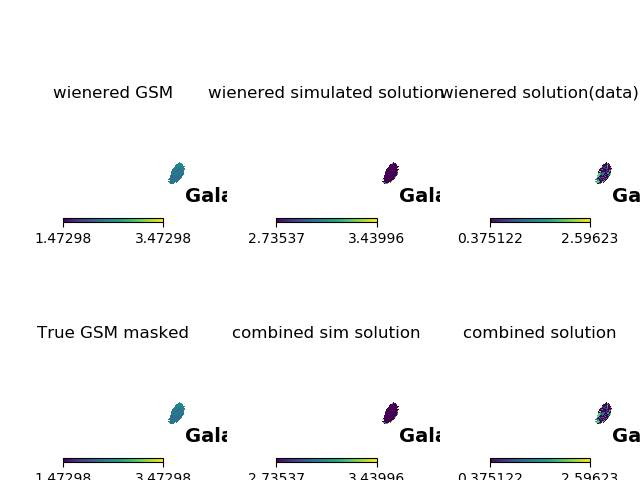 wienered GSM wienered simulated solution wienered solution(data)
Gala Gala Ga
1.47298 3.47298 2.73537 3.43996 0.375122 2.59623
True GSM masked combined sim solution combined solution
Gala Gala Ga
1.47298 3.47298 2.73537 3.43996 0.375122 2.59623